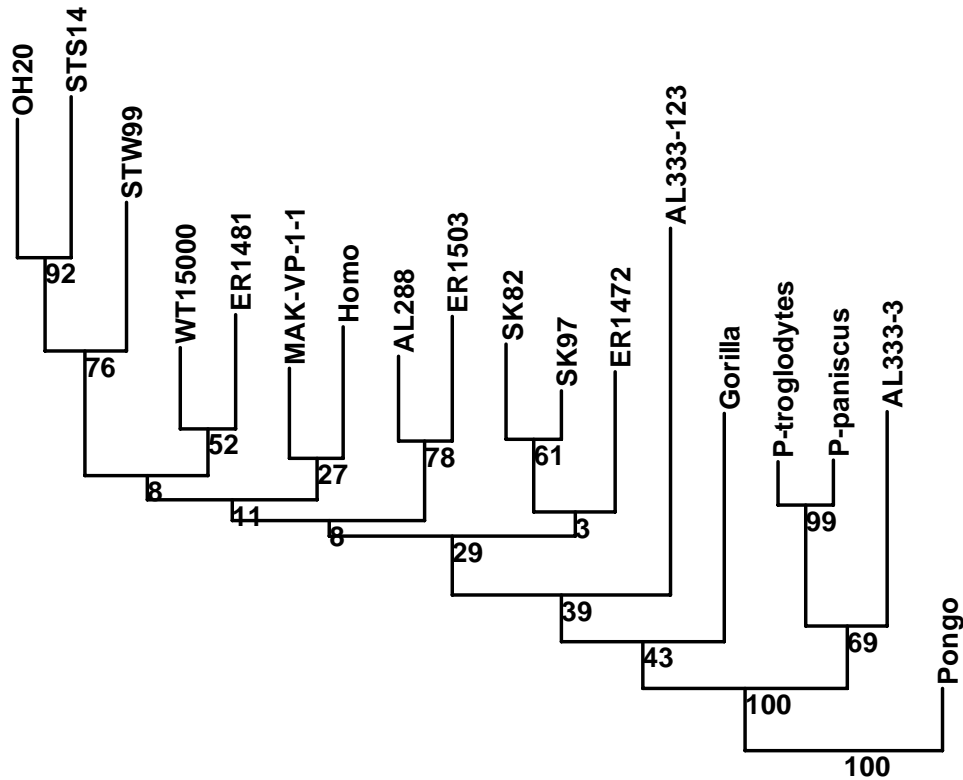 OH20
STS14
STW99
WT15000
ER1481
MAK-VP-1-1
Homo
AL288
ER1503
SK82
SK97
ER1472
AL333-123
Gorilla
P-troglodytes
P-paniscus
AL333-3
Pongo
92
76
52
8
27
11
78
8
61
3
29
39
43
99
69
100
100